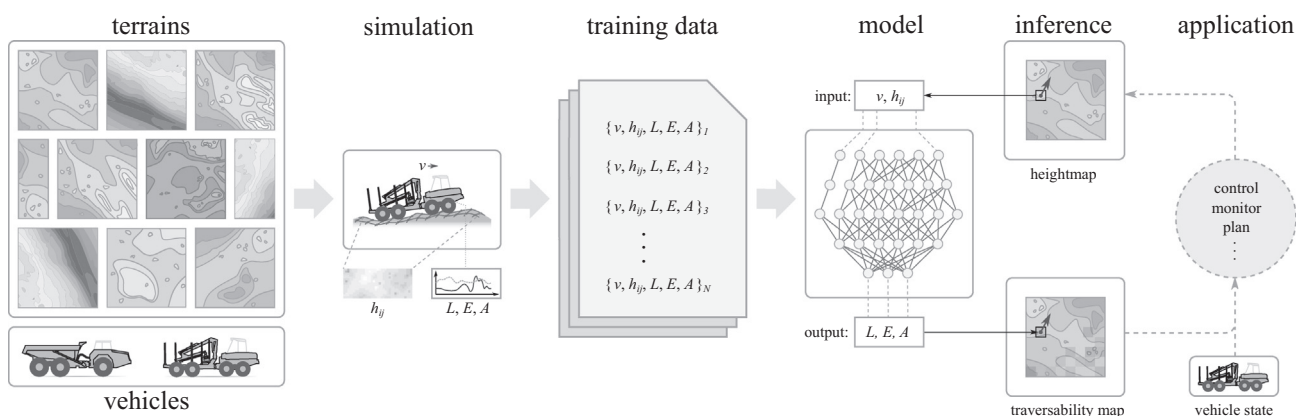 terrains
simulation
training data
model
inference
application
v
h_ij
L, E, A
vehicles
{v, h_ij, L, E, A}_1
{v, h_ij, L, E, A}_2
{v, h_ij, L, E, A}_3
{v, h_ij, L, E, A}_N
input:
v, h_ij
output:
L, E, A
heightmap
traversability map
control
monitor
plan
vehicle state